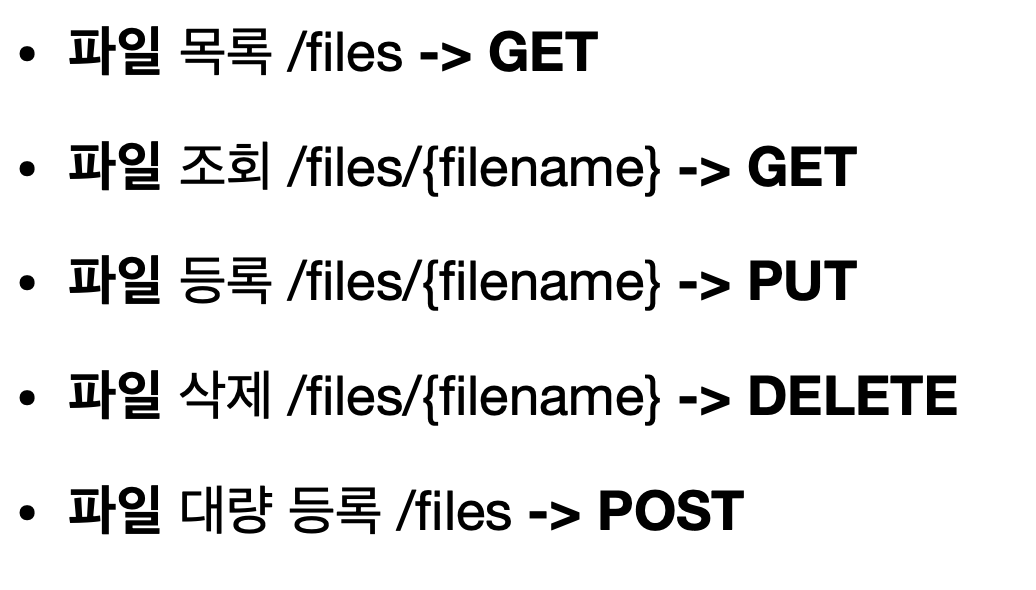 • 파일 목록 /files -> GET
• 파일 조회 /files/{filename} -> GET
• 파일 등록 /files/{filename} -> PUT
• 파일 삭제 /files/{filename} -> DELETE
• 파일 대량 등록 /files -> POST